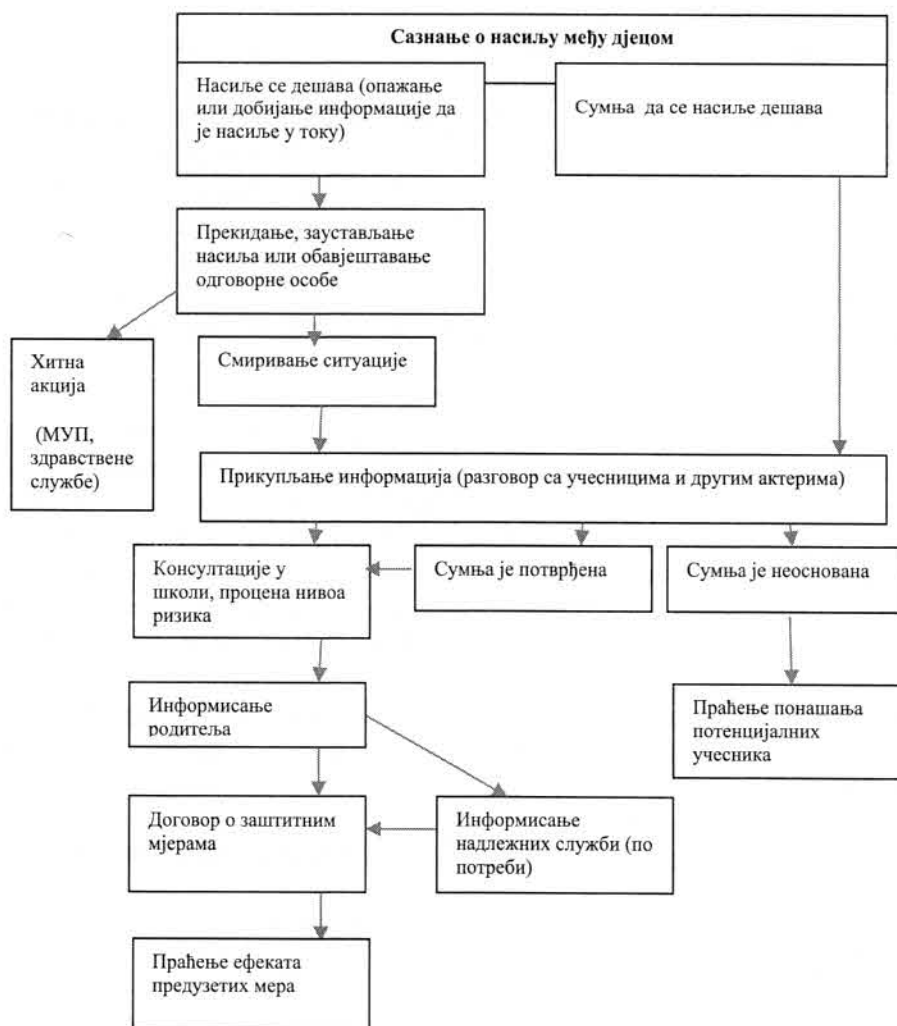 Сазнање о насиљу међу дјецом
Насиље се дешава (опажање
или добијање информације да
је насиље у току)
Сумња да се насиље дешава
Прекидање, заустављање
насиља или обавјештавање
одговорне особе
Хитна
акција
(МУП,
здравствене
службе)
Смиривање ситуације
Прикупљање информација (разговор са учесницима и другим актерима)
Консултације у
школи, процена нивоа
ризика
Сумња је потврђена
Сумња је неоснована
Информисање
родитеља
Праћење понашања
потенцијалних
учесника
Договор о заштитним
мјерама
Информисање
надлежних служби (по
потреби)
Праћење ефеката
предузетих мера